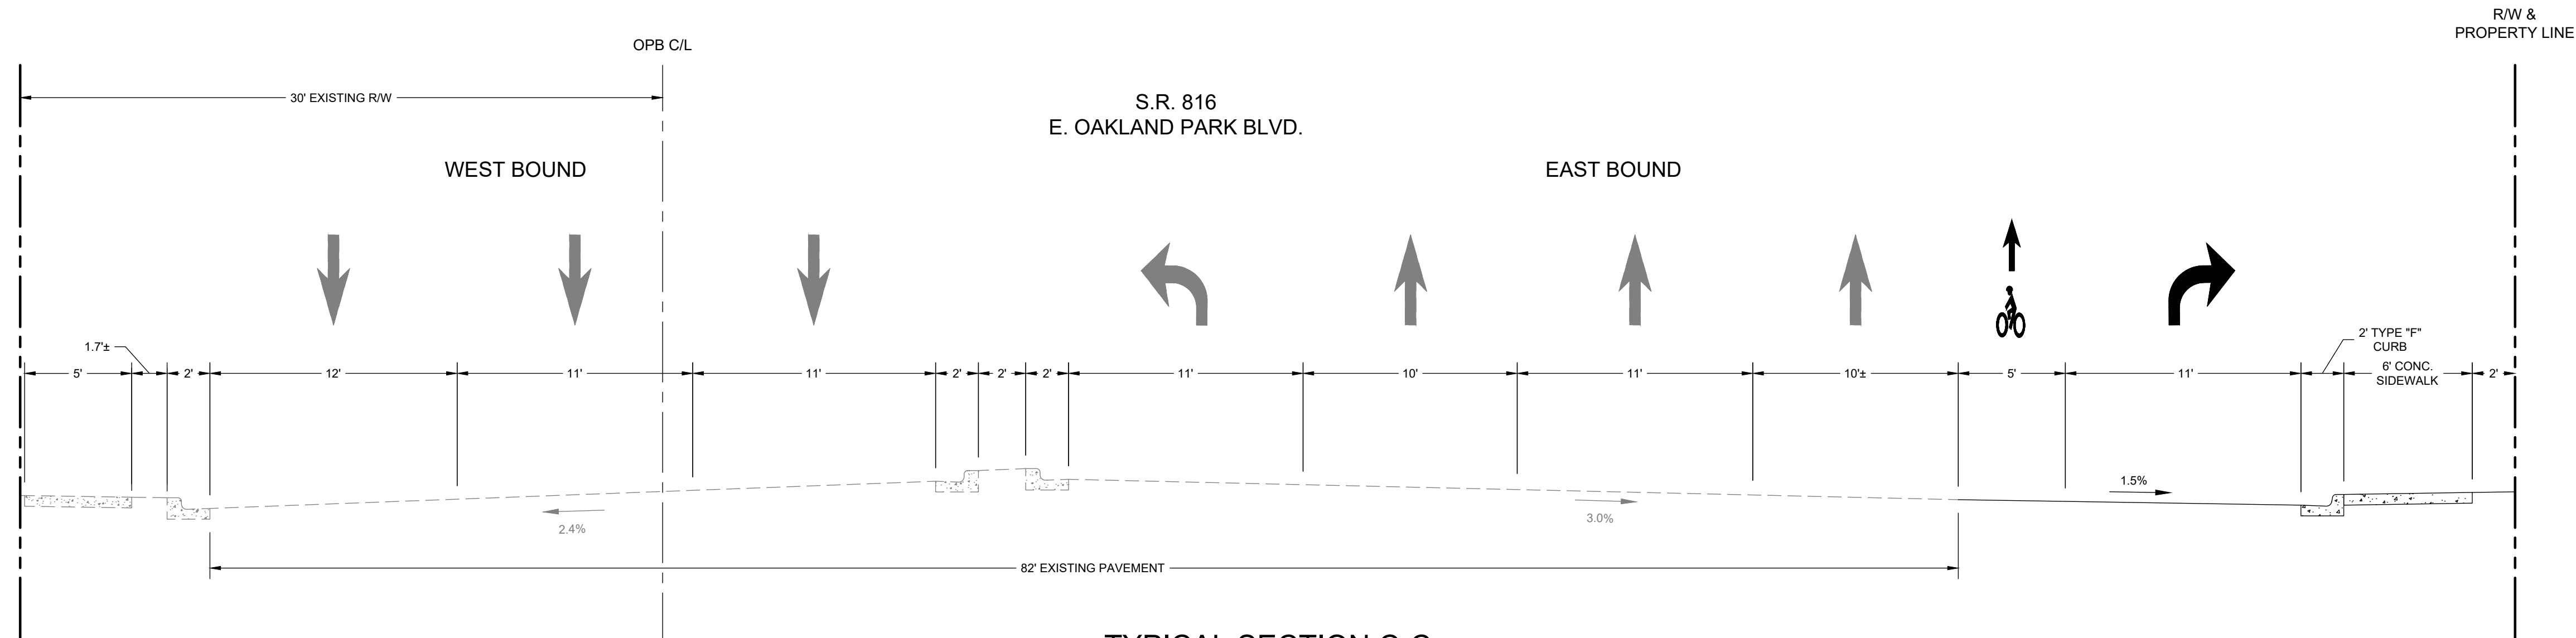 R/W &
PROPERTY LINE
OPB C/L
30' EXISTING R/W
S.R. 816
E. OAKLAND PARK BLVD.
WEST BOUND
EAST BOUND
1.7'±
2' TYPE "F"
CURB
5'
2'
12'
11'
11'
2'
2'
2'
11'
10'
11'
10'±
5'
11'
6' CONC.
SIDEWALK
2'
1.5%
2.4%
3.0%
82' EXISTING PAVEMENT
TYPICAL SECTION